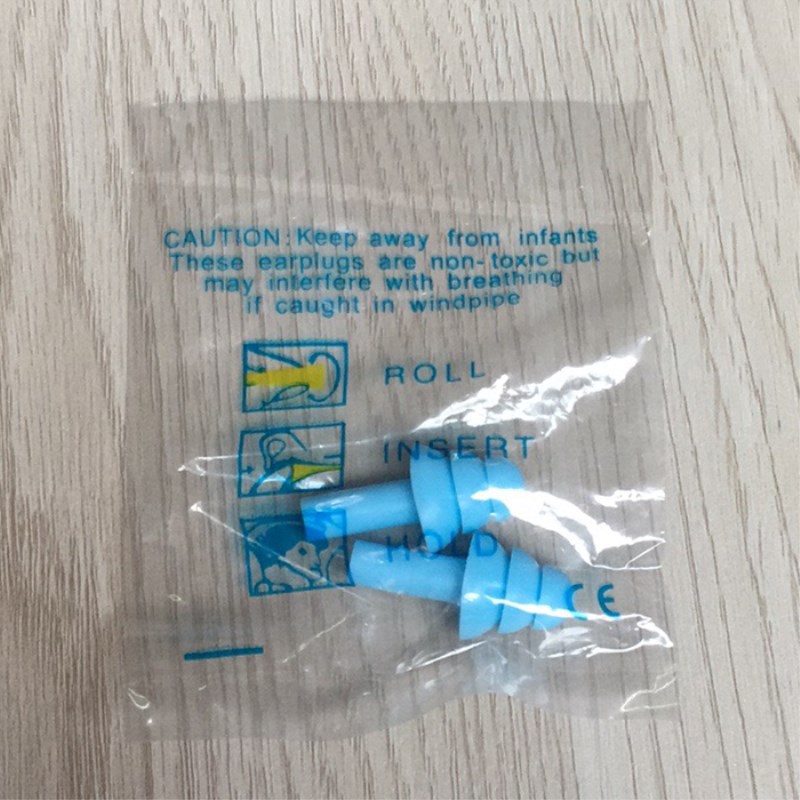 CAUTION: Keep away from infants
These earplugs are non-toxic but
may interfere with breathing
if caught in windpipe
ROLL
INSERT
HOLD
CE